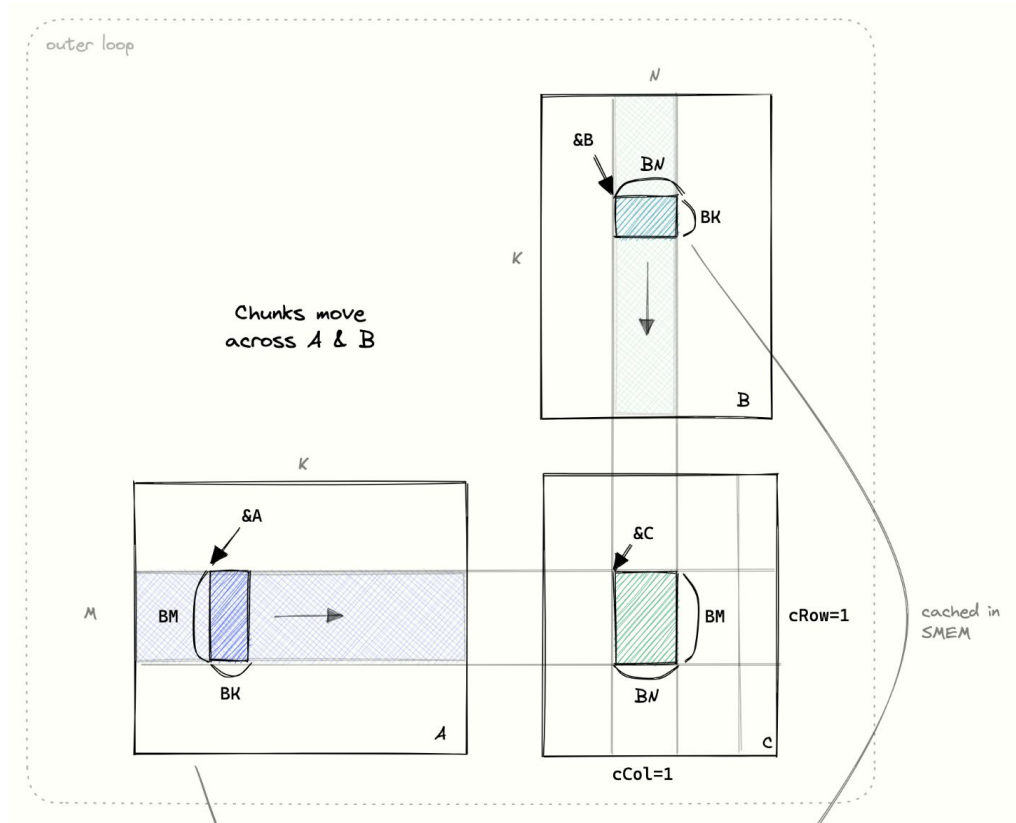 outer loop
N
&B
BN
BK
K
Chunks move
across A & B
B
K
&A
&C
M
BM
BM
cRow=1
cached in
SMEM
BK
BN
A
C
cCol=1